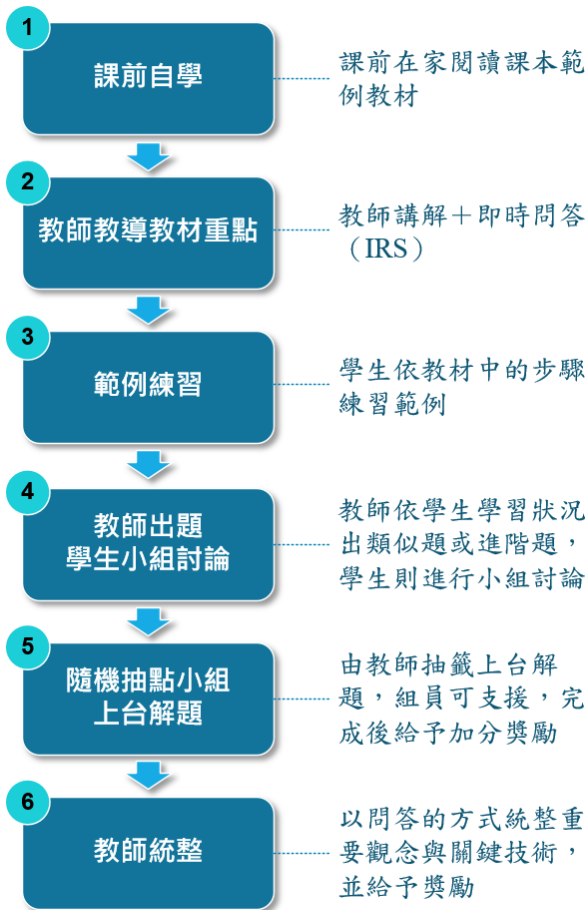 1
課前自學
課前在家閱讀課本範
例教材
2
教師教導教材重點
教師講解＋即時問答
（IRS）
3
範例練習
學生依教材中的步驟
練習範例
4
教師出題
學生小組討論
教師依學生學習狀況
出類似題或進階題，
學生則進行小組討論
5
隨機抽點小組
上台解題
由教師抽籤上台解
題，組員可支援，完
成後給予加分獎勵
6
教師統整
以問答的方式統整重
要觀念與關鍵技術，
並給予獎勵